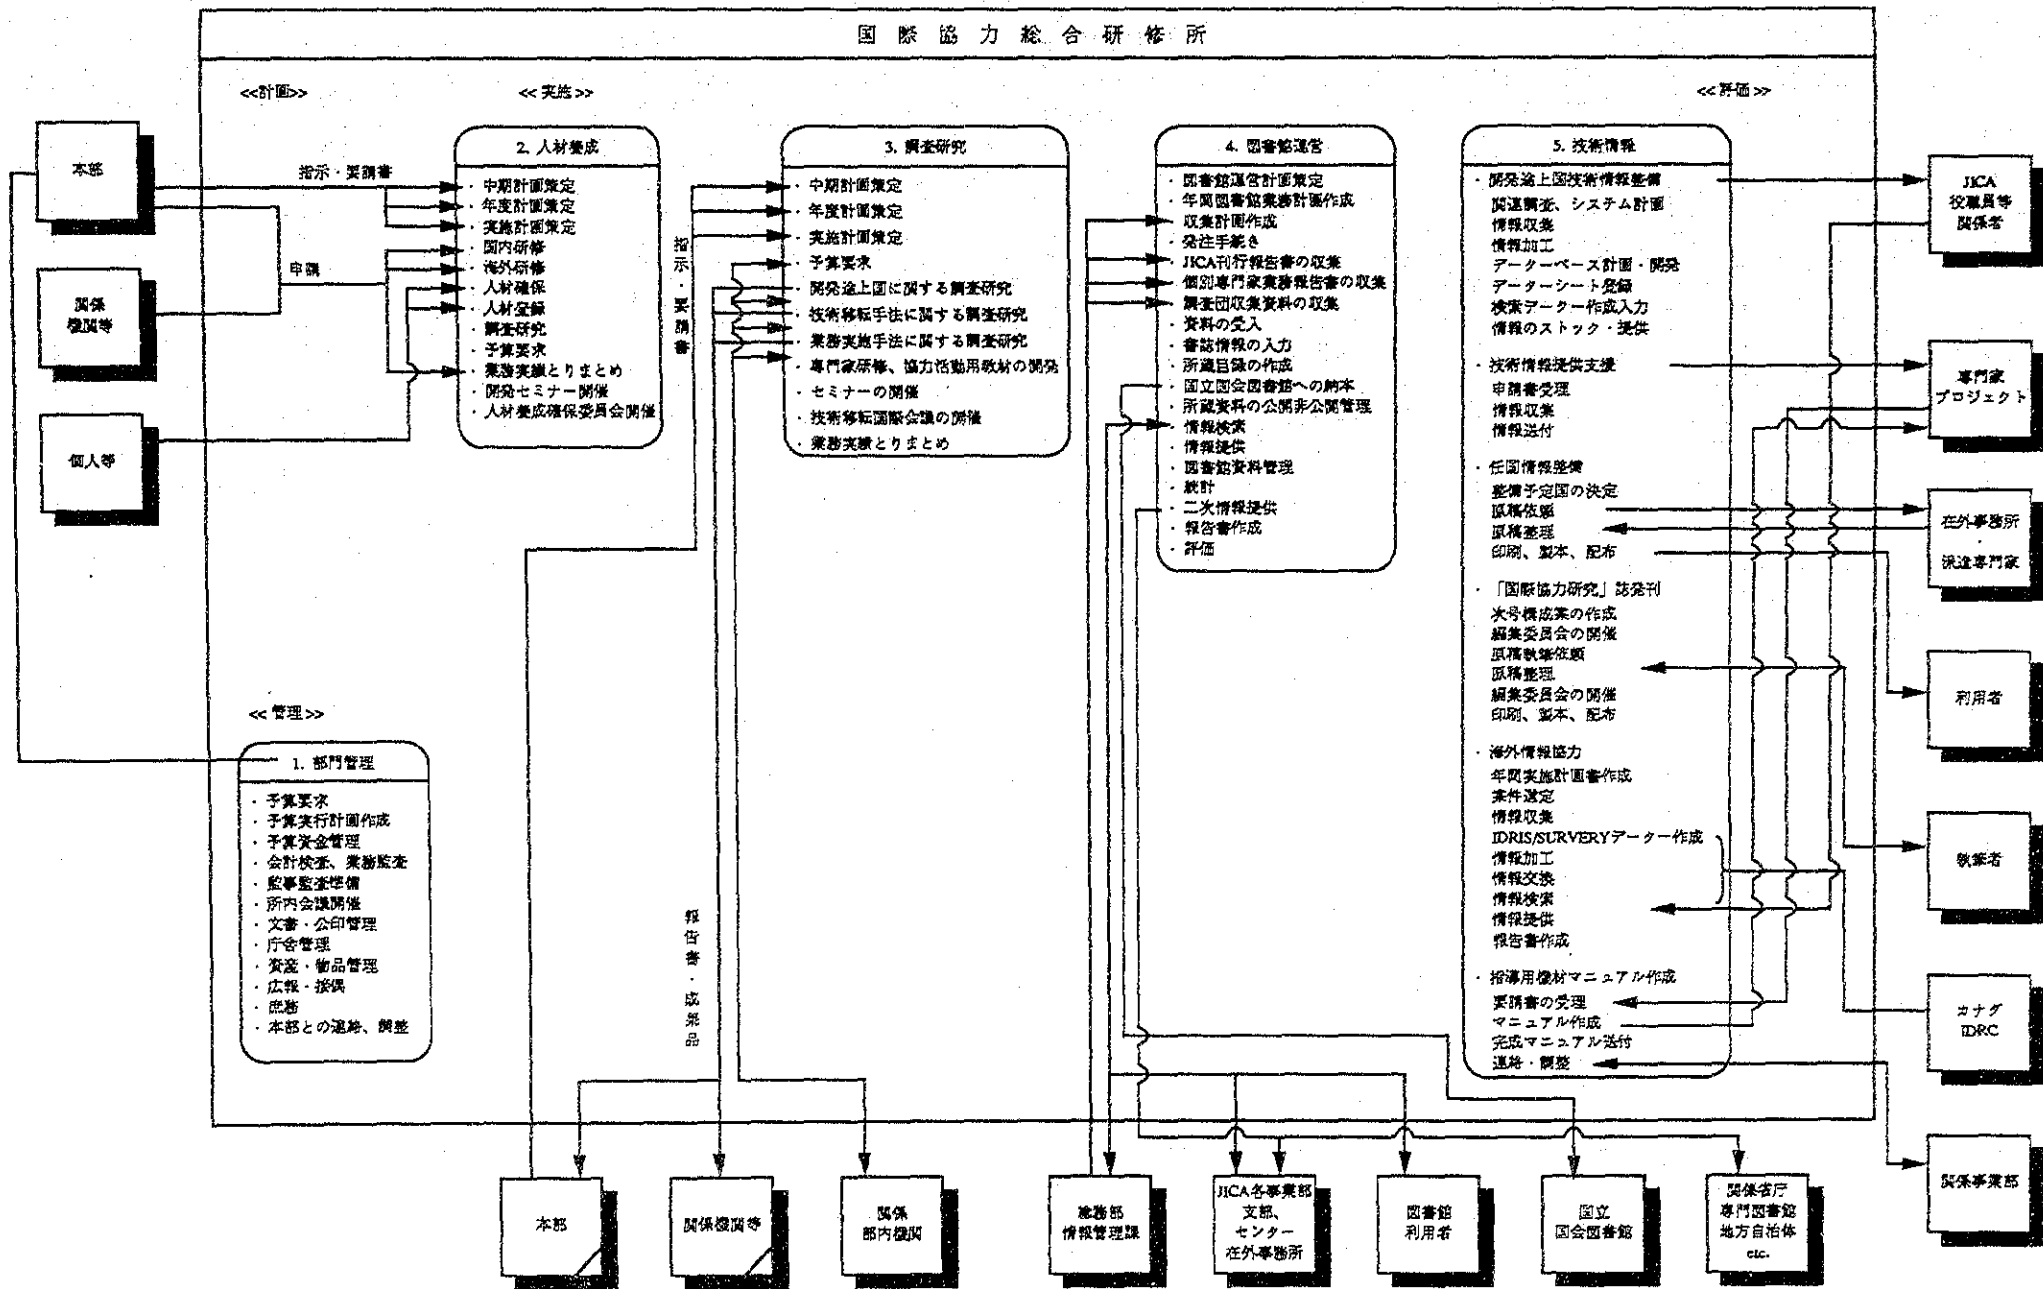 国際協力総合研修所
<<計画>>
<<実施>>
<<評価>>
本部
関係
機関等
個人等
指示・要請書
申請
2. 人材養成
・中期計画策定
・年度計画策定
・実施計画策定
・国内研修
・海外研修
・人材確保
・人材登録
・調査研究
・予算要求
・業務実績とりまとめ
・開発セミナー開催
・人材養成確保委員会開催
指示・要請書
3. 調査研究
・中期計画策定
・年度計画策定
・実施計画策定
・予算要求
・開発途上国に関する調査研究
・技術移転手法に関する調査研究
・業務実施手法に関する調査研究
・専門家研修、協力活動用教材の開発
・セミナーの開催
・技術移転国際会議の開催
・業務実績とりまとめ
4. 図書館運営
・図書館運営計画策定
・年間図書館業務計画作成
・収集計画作成
・発注手続き
・JICA刊行報告書の収集
・個別専門家業務報告書の収集
・調査団収集資料の収集
・資料の受入
・書誌情報の入力
・所蔵目録の作成
・国立国会図書館への納本
・所蔵資料の公開非公開管理
・情報検索
・情報提供
・図書館資料管理
・統計
・二次情報提供
・報告書作成
・評価
5. 技術情報
・開発途上国技術情報整備
関連調査、システム計画
情報収集
情報加工
データーベース計画・開発
データーシート登録
検索データー作成入力
情報のストック・提供
・技術情報提供支援
申請書受理
情報収集
情報送付
・任国情報整備
整備予定国の決定
原稿依頼
原稿整理
印刷、製本、配布
・「国際協力研究」誌発刊
次号構成案の作成
編集委員会の開催
原稿執筆依頼
原稿整理
編集委員会の開催
印刷、製本、配布
・海外情報協力
年間実施計画書作成
案件選定
情報収集
IDRIS/SURVERYデーター作成
情報加工
情報交換
情報検索
情報提供
報告書作成
・指導用機材マニュアル作成
要請書の受理
マニュアル作成
完成マニュアル送付
連絡・調整
JICA
役職員等
関係者
専門家
プロジェクト
在外事務所
派遣専門家
利用者
執筆者
カナダ
IDRC
関係事業部
<<管理>>
1. 部門管理
・予算要求
・予算実行計画作成
・予算資金管理
・会計検査、業務監査
・監事監査準備
・所内会議開催
・文書・公印管理
・庁舎管理
・資産・物品管理
・広報・接偶
・庶務
・本部との連絡、調整
報告書・成果品
本部
関係機関等
関係
部内機関
総務部
情報管理課
JICA各事業部
支部、
センター
在外事務所
図書館
利用者
国立
国会図書館
関係省庁
専門図書館
地方自治体
etc.